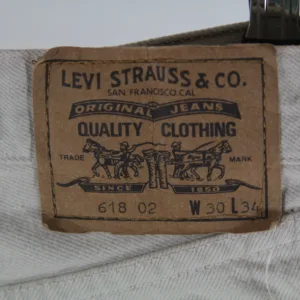 LEVI STRAUSS & CO.
SAN FRANCISCO.CAL
ORIGINAL JEANS
QUALITY CLOTHING
TRADE MARK
SINCE 1850
618 02 W 30 L 34